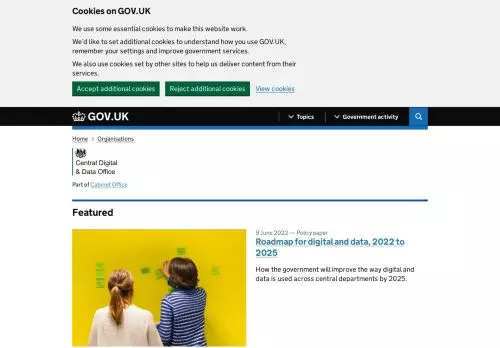 Cookies on GOV.UK
We use some essential cookies to make this website work.
We'd like to set additional cookies to understand how you use GOV.UK,
remember your settings and improve government services.
We also use cookies set by other sites to help us deliver content from their
services.
Accept additional cookies
Reject additional cookies
View cookies
GOV.UK
Topics
Government activity
Home > Organisations
Central Digital
& Data Office
Part of Cabinet Office
Featured
9 June 2022 — Policy paper
Roadmap for digital and data, 2022 to
2025
How the government will improve the way digital and
data is used across central departments by 2025.